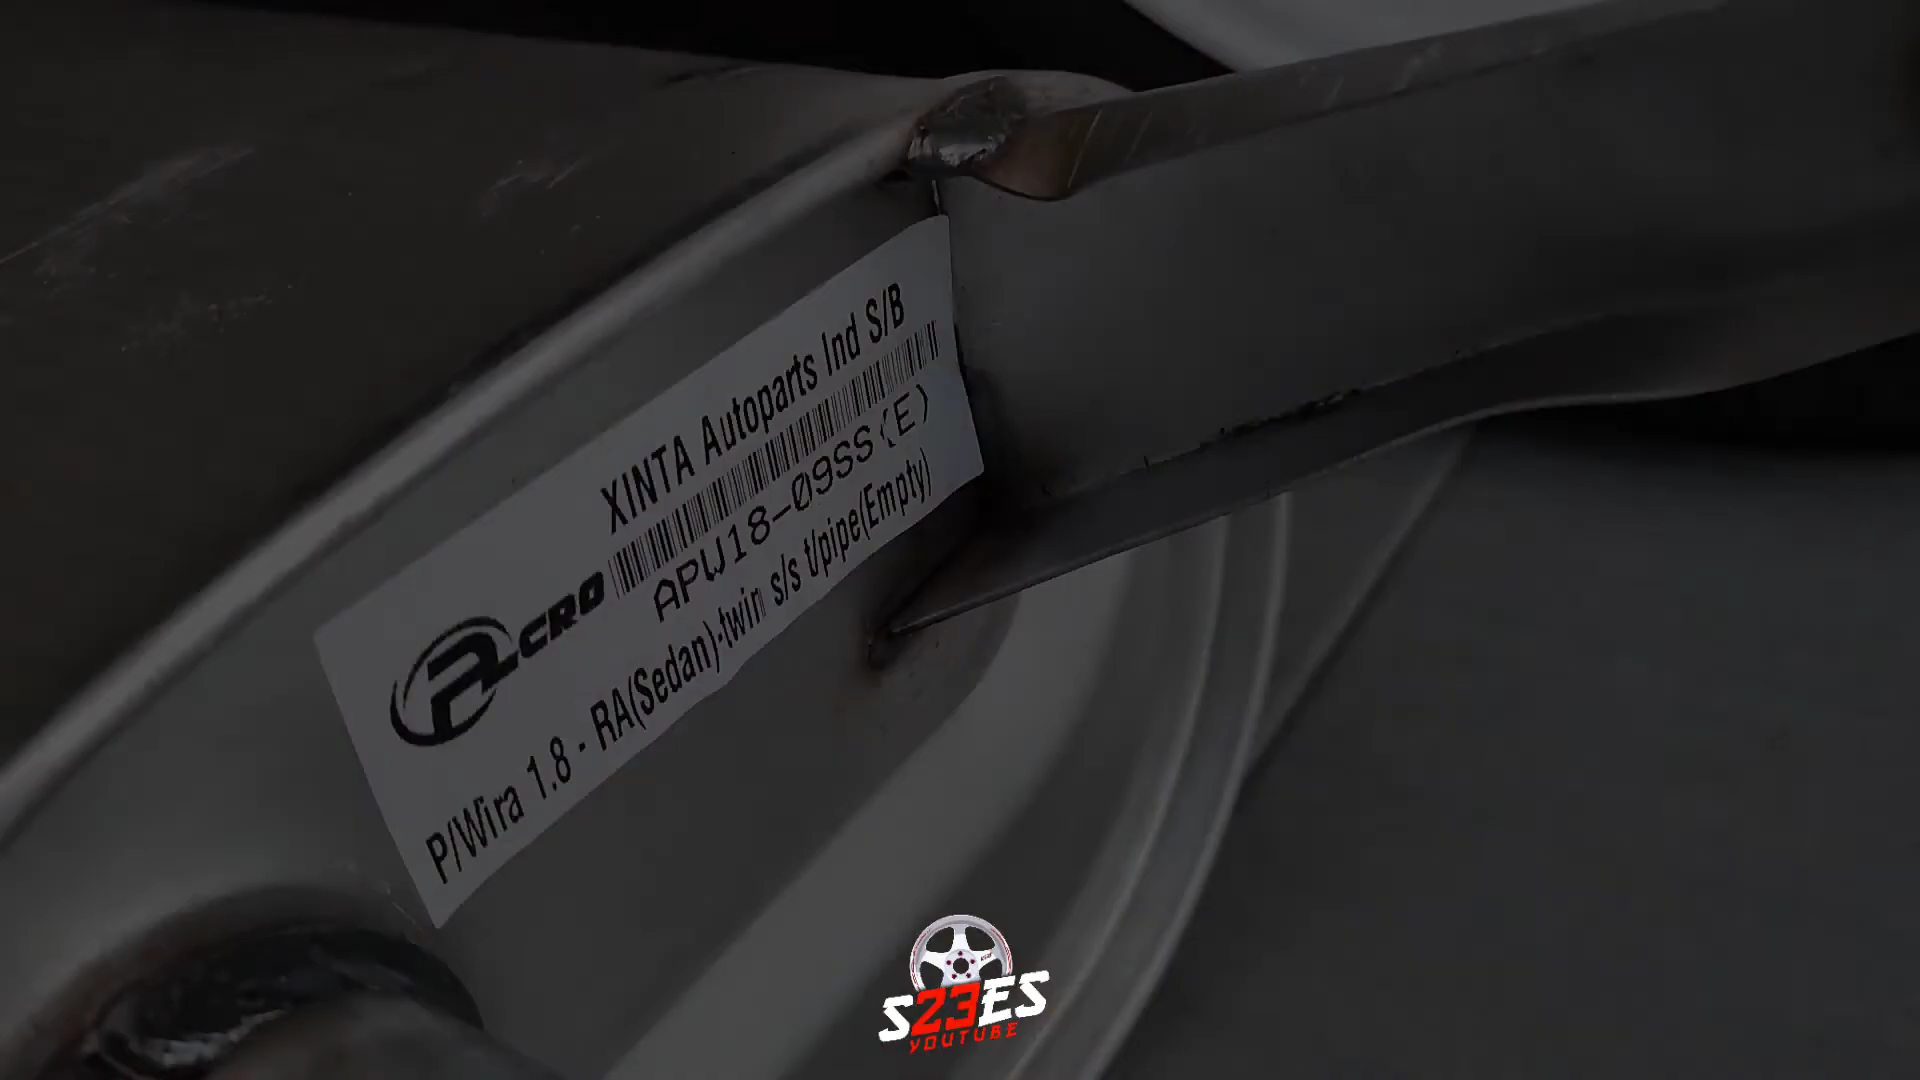 XINTA Autoparts Ind S/B
ACRO
APW18-09SS(E)
P/Wira 1.8 - RA(Sedan)-twin s/s t/pipe(Empty)
S23ES
YOUTUBE